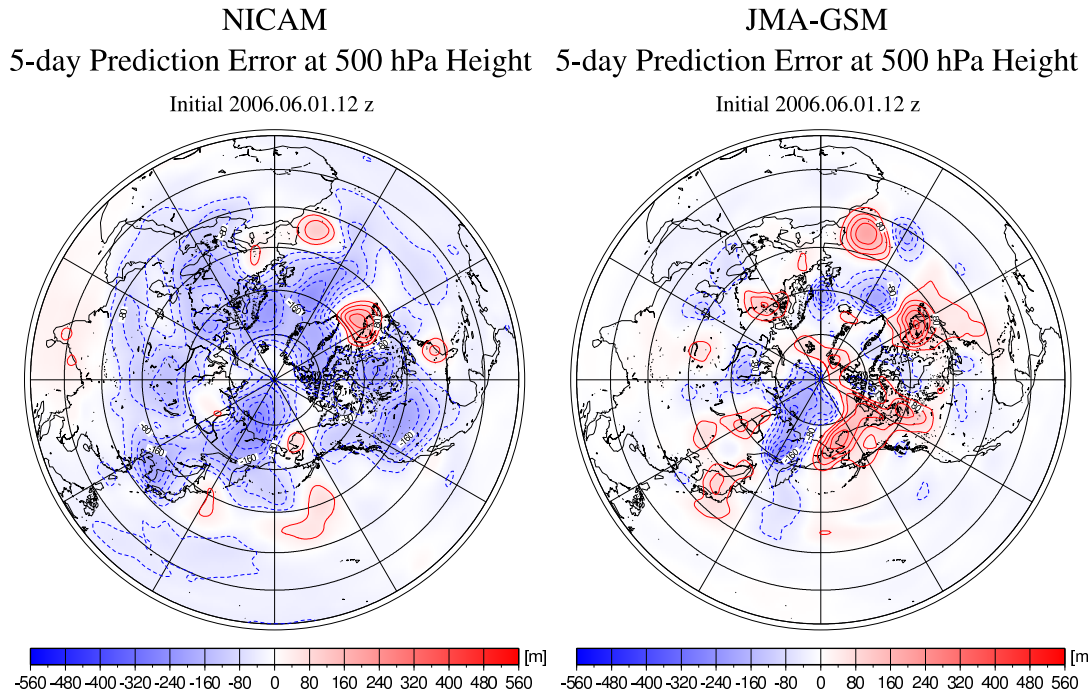 NICAM
5-day Prediction Error at 500 hPa Height
Initial 2006.06.01.12 z
-560 -480 -400 -320 -240 -160 -80 0 80 160 240 320 400 480 560
[m]
JMA-GSM
5-day Prediction Error at 500 hPa Height
Initial 2006.06.01.12 z
-560 -480 -400 -320 -240 -160 -80 0 80 160 240 320 400 480 560
[m]